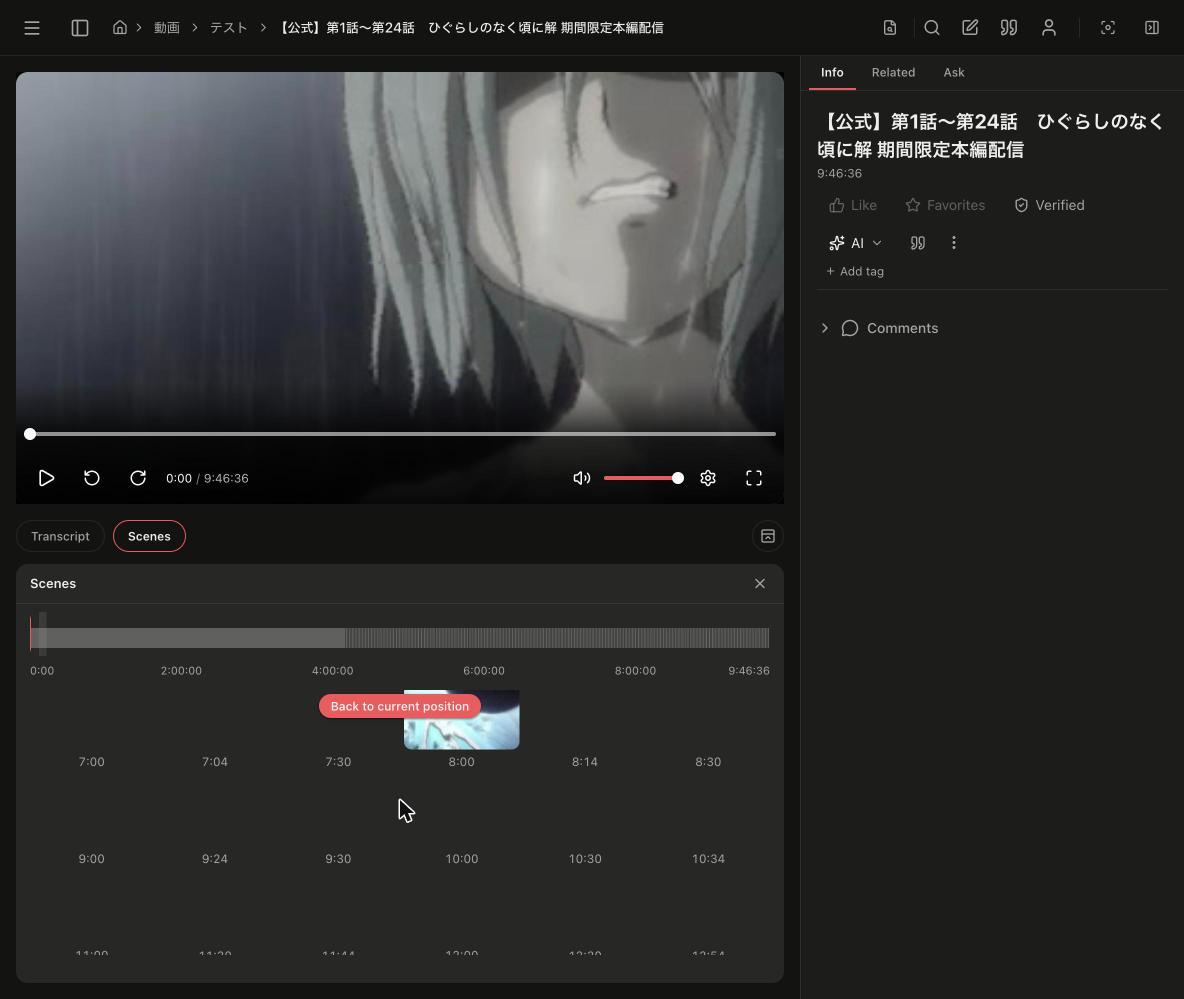 動画 テスト 【公式】第1話〜第24話　ひぐらしのなく頃に解 期間限定本編配信
Info Related Ask
【公式】第1話〜第24話　ひぐらしのなく
頃に解 期間限定本編配信
9:46:36
Like Favorites Verified
AI
+ Add tag
Comments
0:00 / 9:46:36
Transcript Scenes
Scenes
0:00 2:00:00 4:00:00 6:00:00 8:00:00 9:46:36
Back to current position
7:00 7:04 7:30 8:00 8:14 8:30
9:00 9:24 9:30 10:00 10:30 10:34